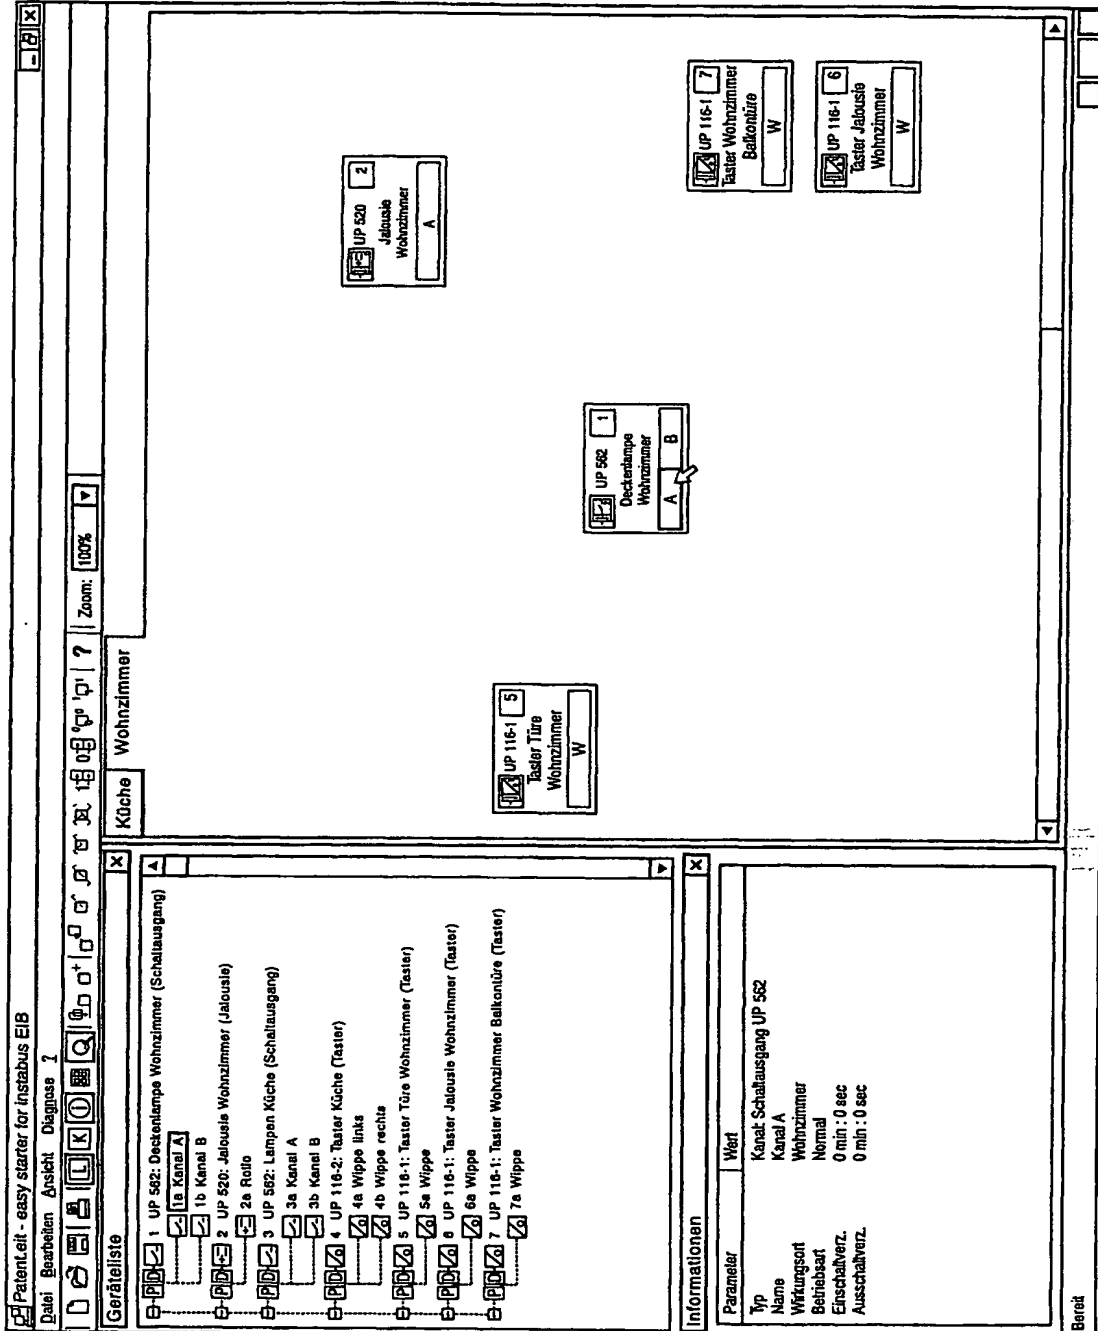 Patent.eit - easy starter for instabus EIB
Datei Bearbeiten Ansicht Diagnose ?
L K Zoom: 100%
Geräteliste
1 UP 562: Deckenlampe Wohnzimmer (Schaltausgang)
1a Kanal A
1b Kanal B
2 UP 520: Jalousie Wohnzimmer (Jalousie)
2a Rollo
3 UP 562: Lampen Küche (Schaltausgang)
3a Kanal A
3b Kanal B
4 UP 116-2: Taster Küche (Taster)
4a Wippe links
4b Wippe rechts
5 UP 116-1: Taster Türe Wohnzimmer (Taster)
5a Wippe
6 UP 116-1: Taster Jalousie Wohnzimmer (Taster)
6a Wippe
7 UP 116-1: Taster Wohnzimmer Balkontüre (Taster)
7a Wippe
Informationen
Parameter Wert
Typ Kanal: Schaltausgang UP 562
Name Kanal A
Wirkungsort Wohnzimmer
Betriebsart Normal
Einschaltverz. 0 min : 0 sec
Ausschaltverz. 0 min : 0 sec
Küche Wohnzimmer
UP 520 2
Jalousie
Wohnzimmer
A
UP 116-1 5
Taster Türe
Wohnzimmer
W
UP 562 1
Deckenlampe
Wohnzimmer
A B
UP 116-1 7
Taster Wohnzimmer
Balkontüre
W
UP 116-1 6
Taster Jalousie
Wohnzimmer
W
Bereit